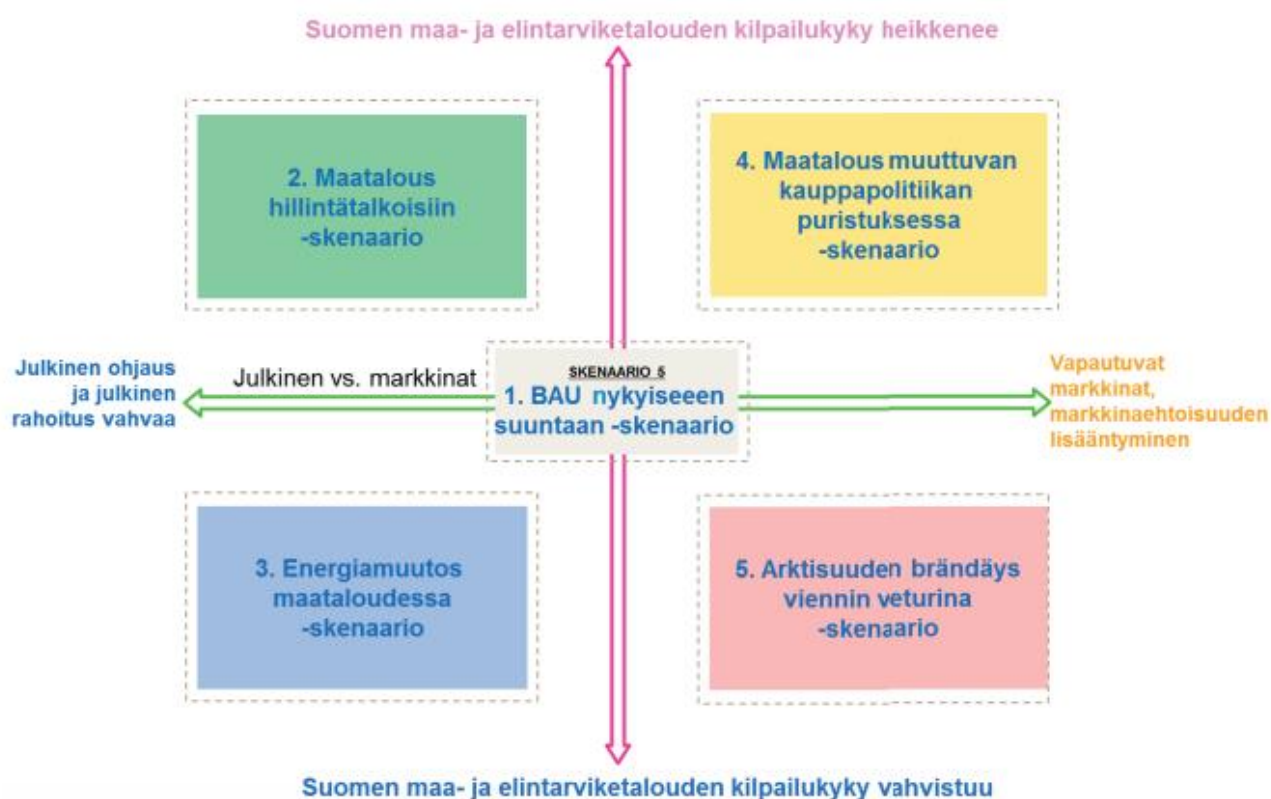 Suomen maa- ja elintarviketalouden kilpailukyky heikkenee
2. Maatalous
hillintätalkoisiin
-skenaario
4. Maatalous muuttuvan
kauppapolitiikan
puristuksessa
-skenaario
Julkinen ohjaus
ja julkinen
rahoitus vahvaa
Julkinen vs. markkinat
SKENAARIO 5
1. BAU nykyiseeen
suuntaan -skenaario
Vapautuvat
markkinat,
markkinaehtoisuuden
lisääntyminen
3. Energiamuutos
maataloudessa
-skenaario
5. Arktisuuden brändäys
viennin veturina
-skenaario
Suomen maa- ja elintarviketalouden kilpailukyky vahvistuu